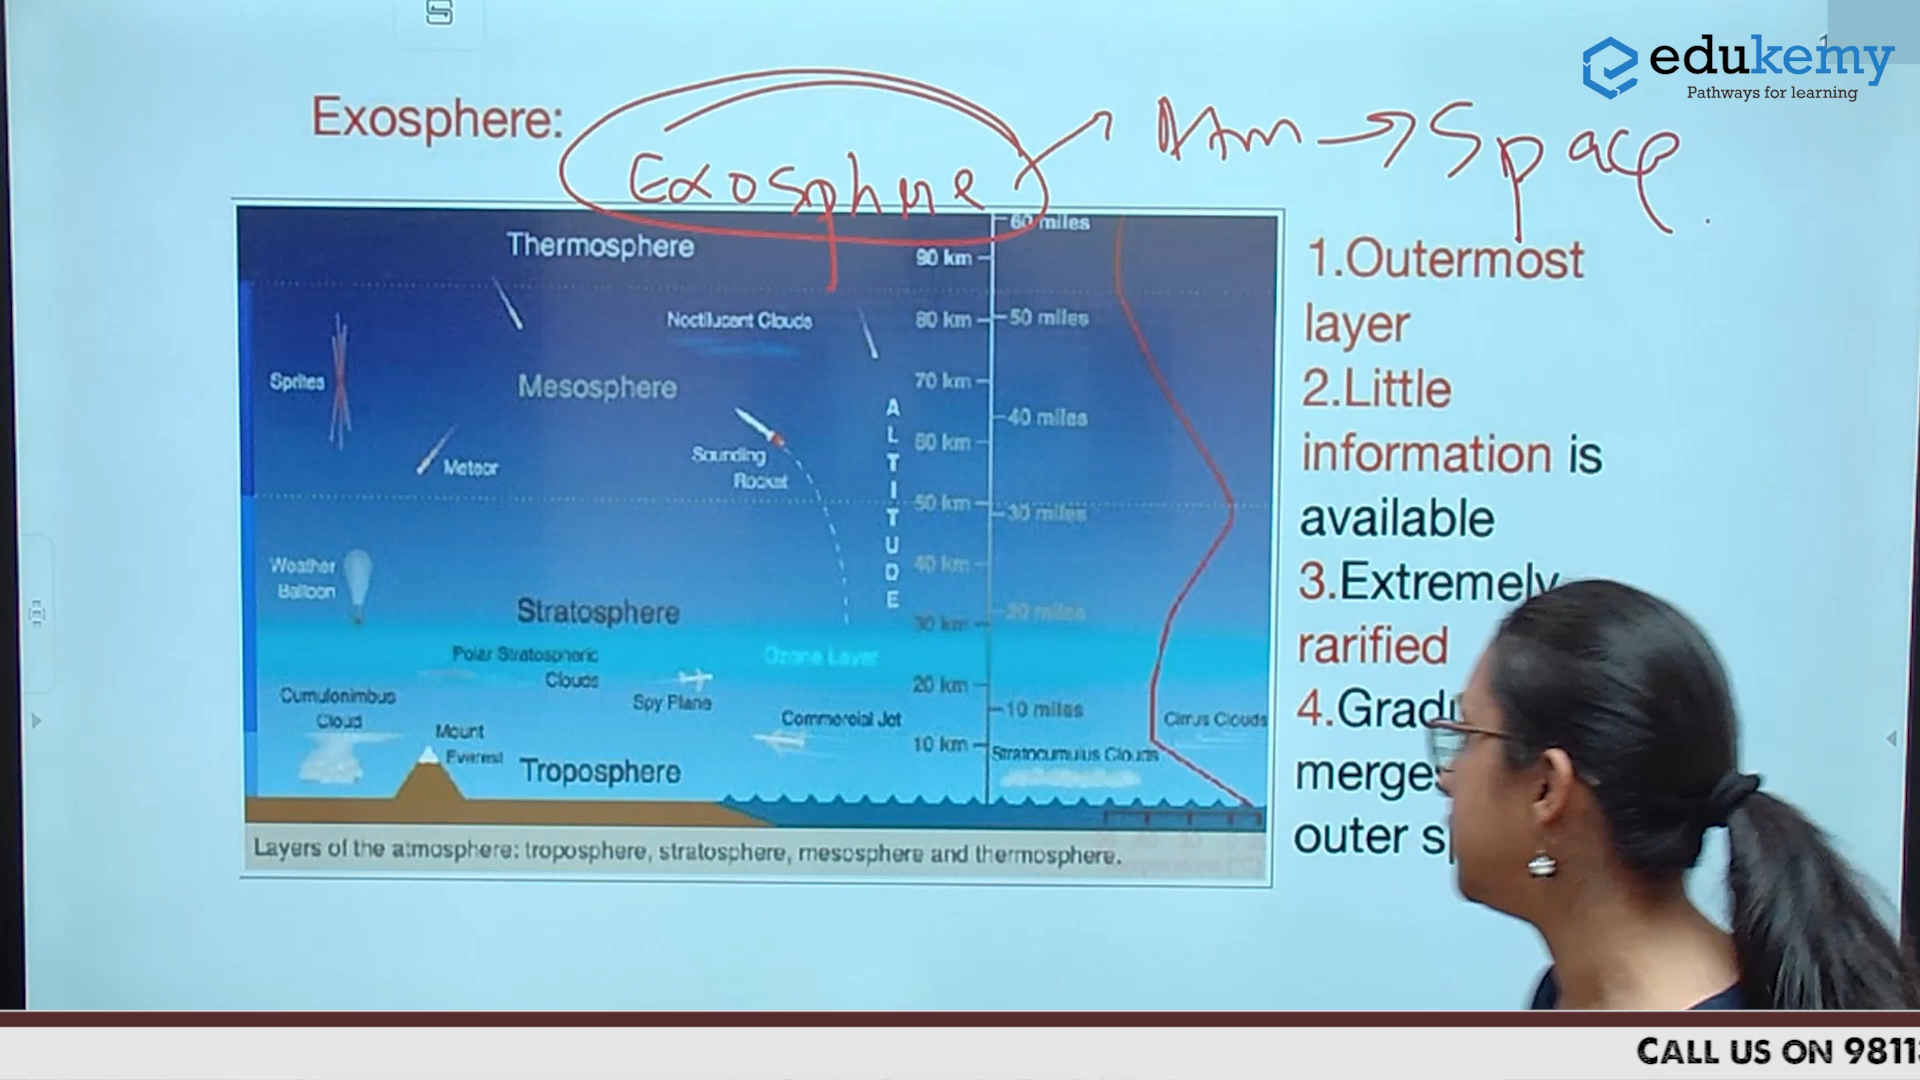 edukemy
Pathways for learning
Exosphere:
Exosphere
Atm → Space
Thermosphere
60 miles
90 km
Noctilucent Clouds
80 km
50 miles
Sprites
Mesosphere
70 km
40 miles
ALTITUDE
60 km
Meteor
Sounding
Rocket
50 km
30 miles
Weather
Balloon
40 km
Stratosphere
30 km
20 miles
Polar Stratospheric
Clouds
Ozone Layer
20 km
Spy Plane
Cumulonimbus
Cloud
10 miles
Commercial Jet
Cirrus Clouds
Mount
Everest
10 km
Stratocumulus Clouds
Troposphere
Layers of the atmosphere: troposphere, stratosphere, mesosphere and thermosphere.
1.Outermost
layer
2.Little
information is
available
3.Extremely
rarified
4.Gradu
merges
outer sp
CALL US ON 9811